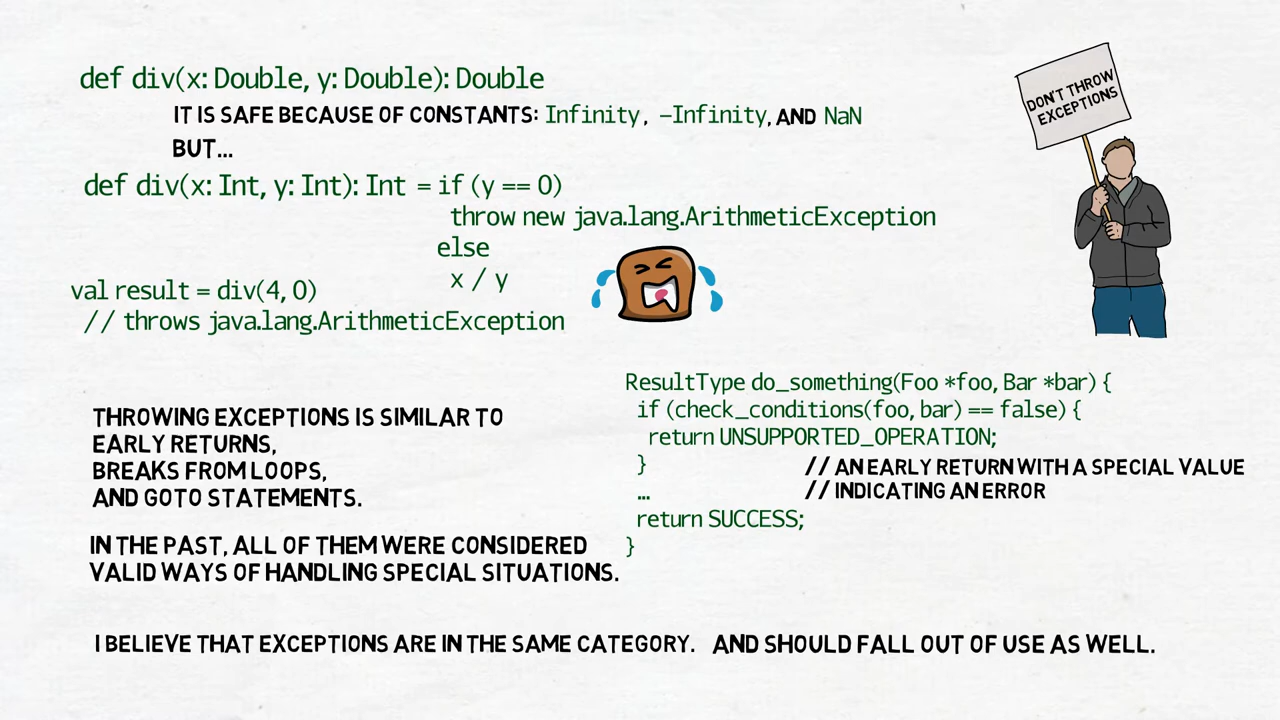 def div(x: Double, y: Double): Double
IT IS SAFE BECAUSE OF CONSTANTS: Infinity, -Infinity, AND NaN
BUT...
def div(x: Int, y: Int): Int = if (y == 0)
throw new java.lang.ArithmeticException
else
x / y
val result = div(4, 0)
// throws java.lang.ArithmeticException
DON'T THROW
EXCEPTIONS
THROWING EXCEPTIONS IS SIMILAR TO
EARLY RETURNS,
BREAKS FROM LOOPS,
AND GOTO STATEMENTS.
IN THE PAST, ALL OF THEM WERE CONSIDERED
VALID WAYS OF HANDLING SPECIAL SITUATIONS.
ResultType do_something(Foo *foo, Bar *bar) {
if (check_conditions(foo, bar) == false) {
return UNSUPPORTED_OPERATION;
}
// AN EARLY RETURN WITH A SPECIAL VALUE
... // INDICATING AN ERROR
return SUCCESS;
}
I BELIEVE THAT EXCEPTIONS ARE IN THE SAME CATEGORY. AND SHOULD FALL OUT OF USE AS WELL.